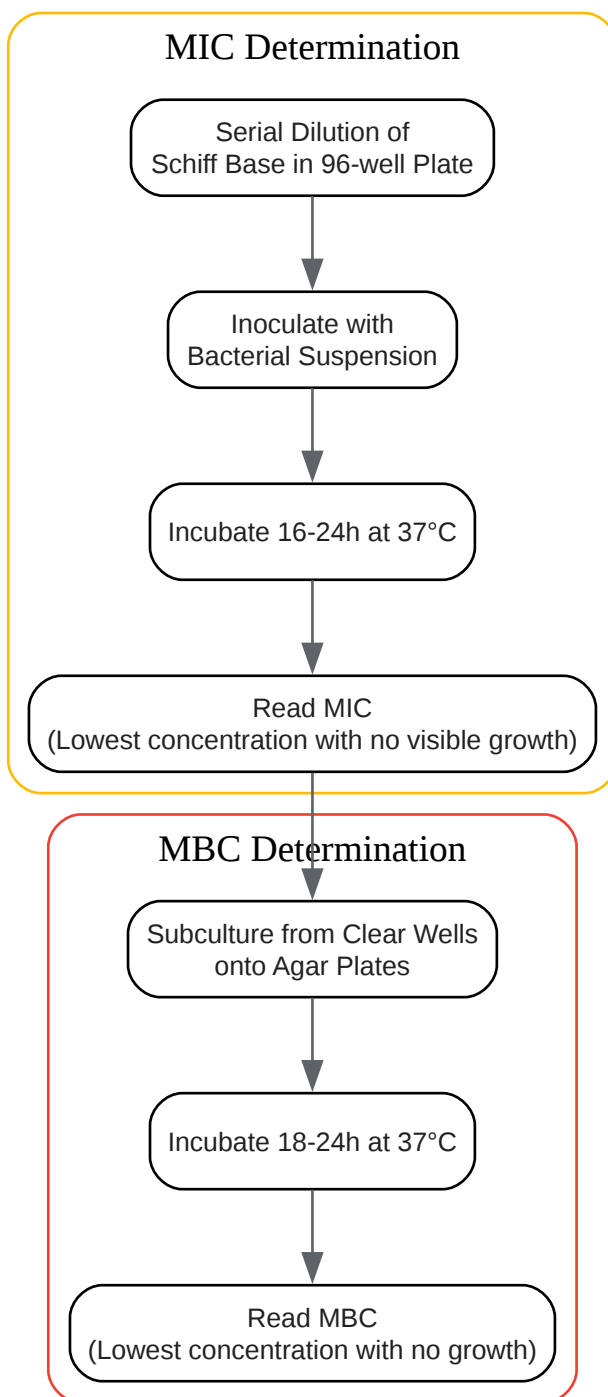 MIC Determination
Serial Dilution of
Schiff Base in 96-well Plate
Inoculate with
Bacterial Suspension
Incubate 16-24h at 37°C
Read MIC
(Lowest concentration with no visible growth)
MBC Determination
Subculture from Clear Wells
onto Agar Plates
Incubate 18-24h at 37°C
Read MBC
(Lowest concentration with no growth)